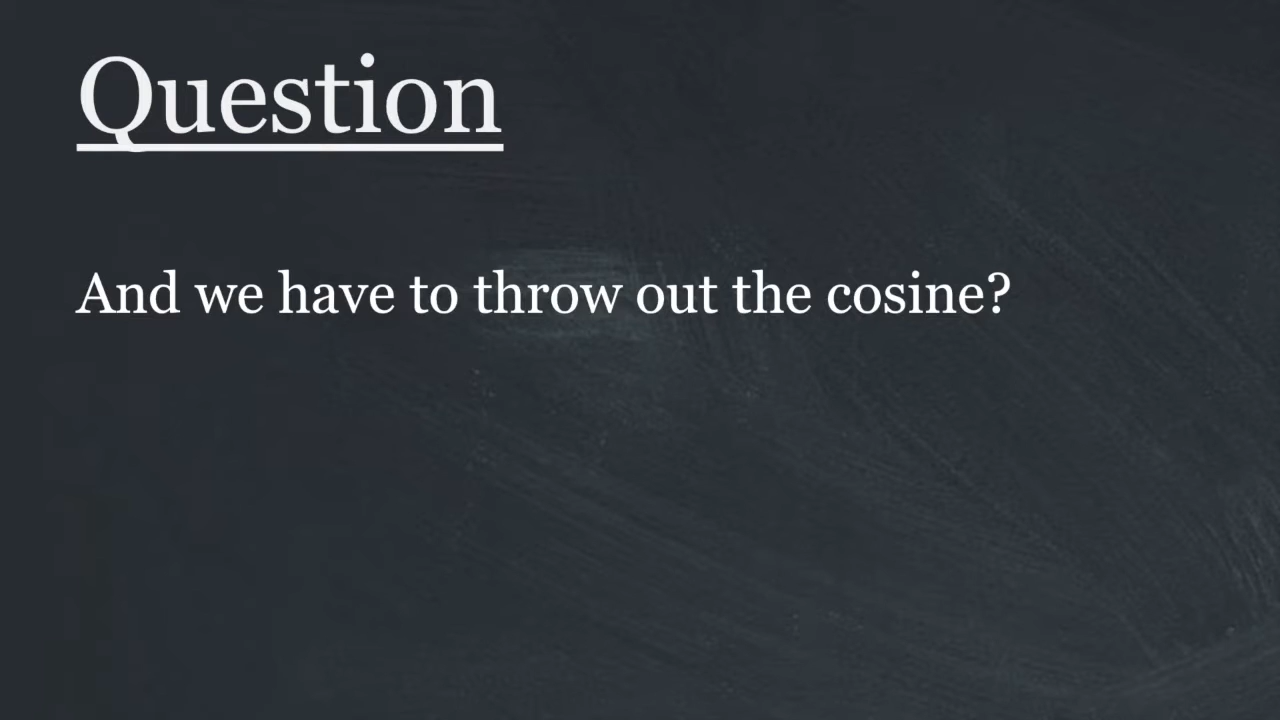 Question
And we have to throw out the cosine?